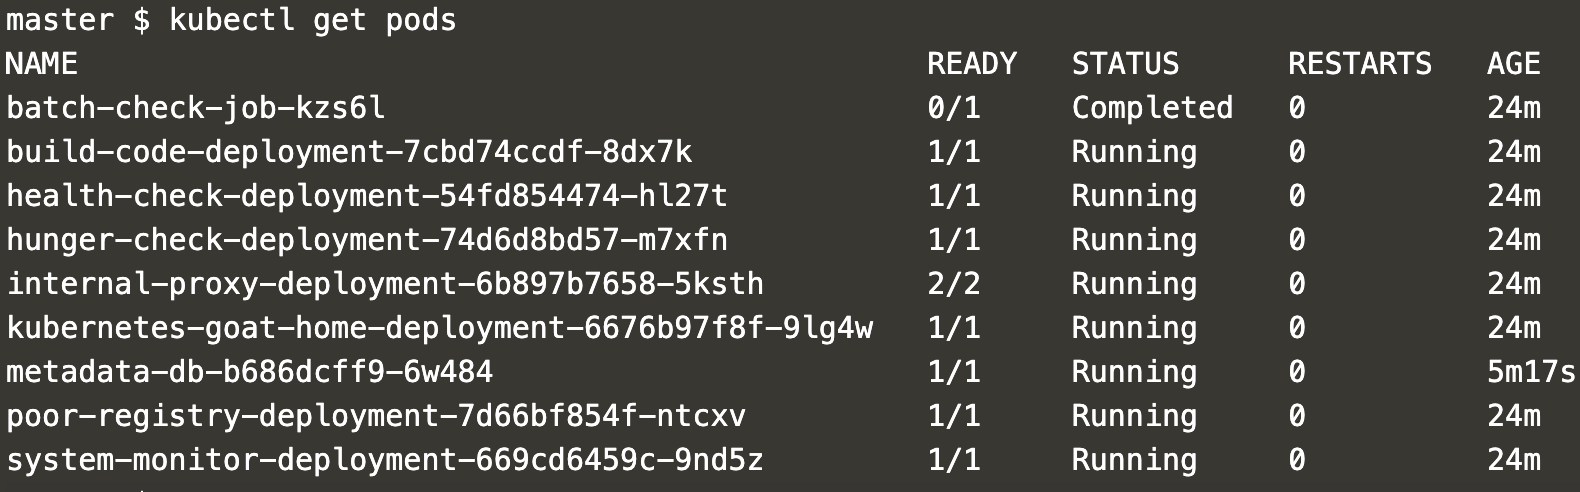 master $ kubectl get pods
NAME READY STATUS RESTARTS AGE
batch-check-job-kzs6l 0/1 Completed 0 24m
build-code-deployment-7cbd74ccdf-8dx7k 1/1 Running 0 24m
health-check-deployment-54fd854474-hl27t 1/1 Running 0 24m
hunger-check-deployment-74d6d8bd57-m7xfn 1/1 Running 0 24m
internal-proxy-deployment-6b897b7658-5ksth 2/2 Running 0 24m
kubernetes-goat-home-deployment-6676b97f8f-9lg4w 1/1 Running 0 24m
metadata-db-b686dcff9-6w484 1/1 Running 0 5m17s
poor-registry-deployment-7d66bf854f-ntcxv 1/1 Running 0 24m
system-monitor-deployment-669cd6459c-9nd5z 1/1 Running 0 24m